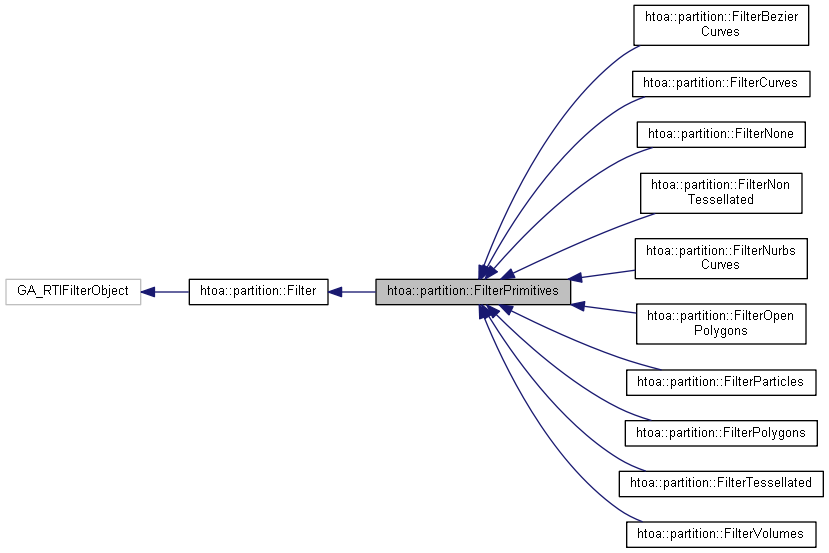 GA_RTIFilterObject
htoa::partition::Filter
htoa::partition::FilterPrimitives
htoa::partition::FilterBezier
Curves
htoa::partition::FilterCurves
htoa::partition::FilterNone
htoa::partition::FilterNon
Tessellated
htoa::partition::FilterNurbs
Curves
htoa::partition::FilterOpen
Polygons
htoa::partition::FilterParticles
htoa::partition::FilterPolygons
htoa::partition::FilterTessellated
htoa::partition::FilterVolumes